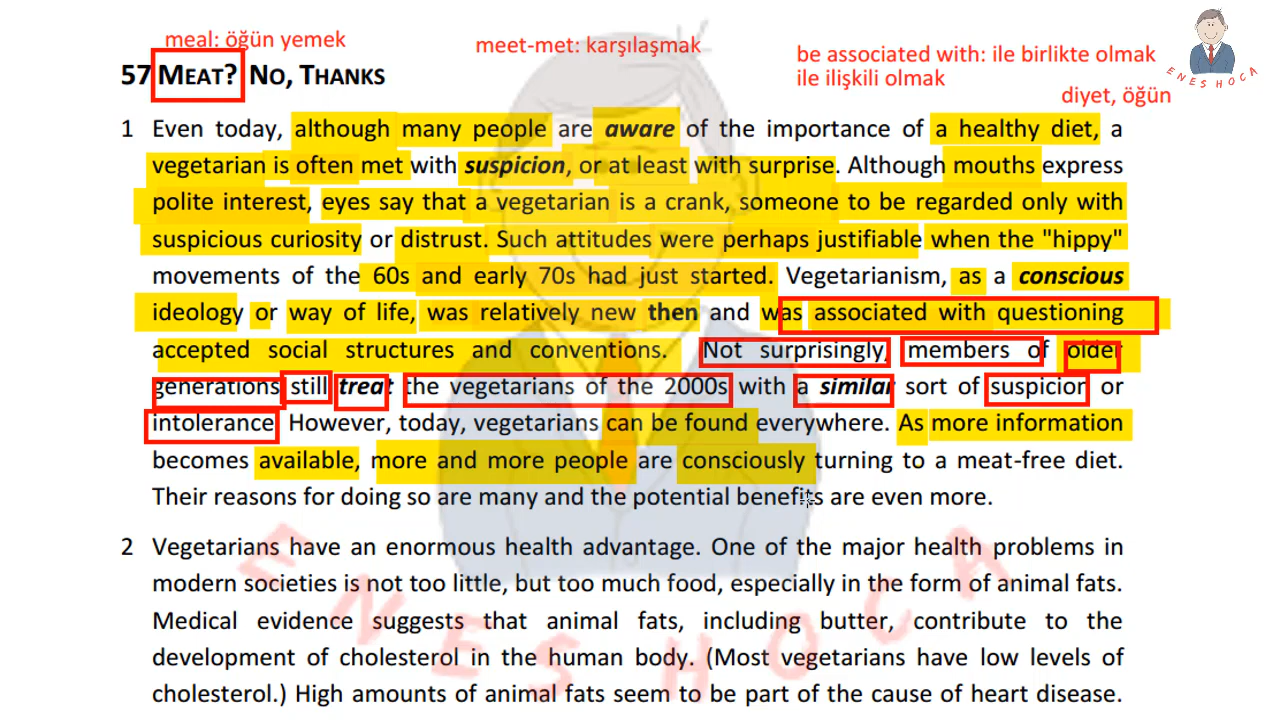 meal: öğün yemek
meet-met: karşılaşmak
be associated with: ile birlikte olmak
ile ilişkili olmak
diyet, öğün
ENES HOCA
57 MEAT? NO, THANKS
1 Even today, although many people are aware of the importance of a healthy diet, a
vegetarian is often met with suspicion, or at least with surprise. Although mouths express
polite interest, eyes say that a vegetarian is a crank, someone to be regarded only with
suspicious curiosity or distrust. Such attitudes were perhaps justifiable when the "hippy"
movements of the 60s and early 70s had just started. Vegetarianism, as a conscious
ideology or way of life, was relatively new then and was associated with questioning
accepted social structures and conventions. Not surprisingly, members of older
generations still treat the vegetarians of the 2000s with a similar sort of suspicion or
intolerance However, today, vegetarians can be found everywhere. As more information
becomes available, more and more people are consciously turning to a meat-free diet.
Their reasons for doing so are many and the potential benefits are even more.
2 Vegetarians have an enormous health advantage. One of the major health problems in
modern societies is not too little, but too much food, especially in the form of animal fats.
Medical evidence suggests that animal fats, including butter, contribute to the
development of cholesterol in the human body. (Most vegetarians have low levels of
cholesterol.) High amounts of animal fats seem to be part of the cause of heart disease.
ENES HOCA